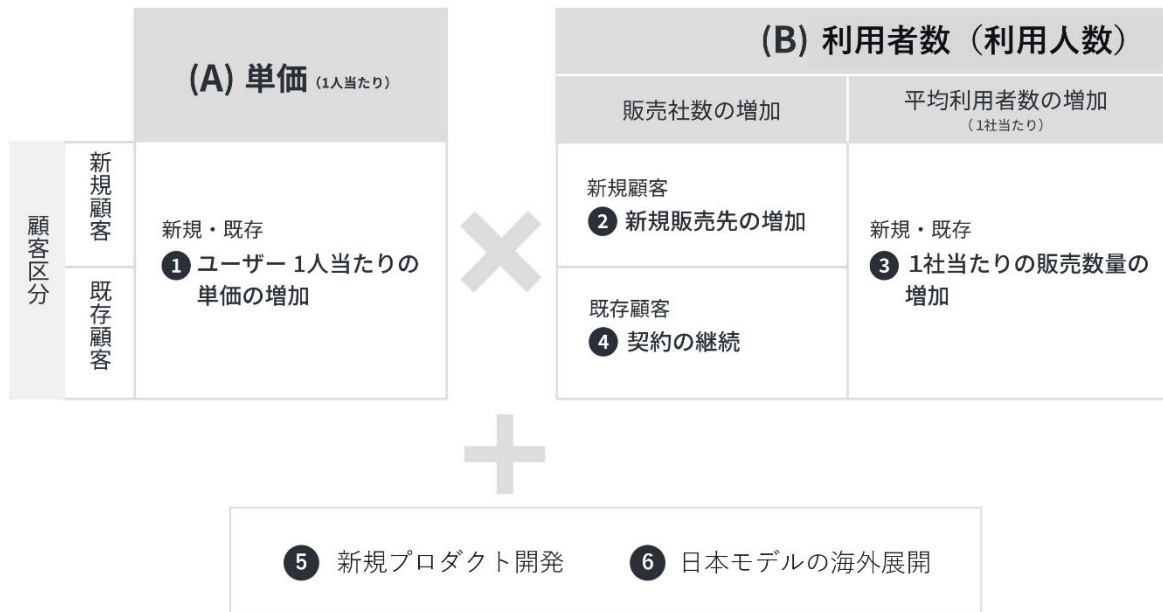 (A) 単価 (1人当たり)
(B) 利用者数（利用人数）
販売社数の増加
平均利用者数の増加
(1社当たり)
顧客区分
新規顧客
既存顧客
新規・既存
1 ユーザー 1人当たりの
単価の増加
×
新規顧客
2 新規販売先の増加
既存顧客
4 契約の継続
新規・既存
3 1社当たりの販売数量の
増加
+
5 新規プロダクト開発
6 日本モデルの海外展開